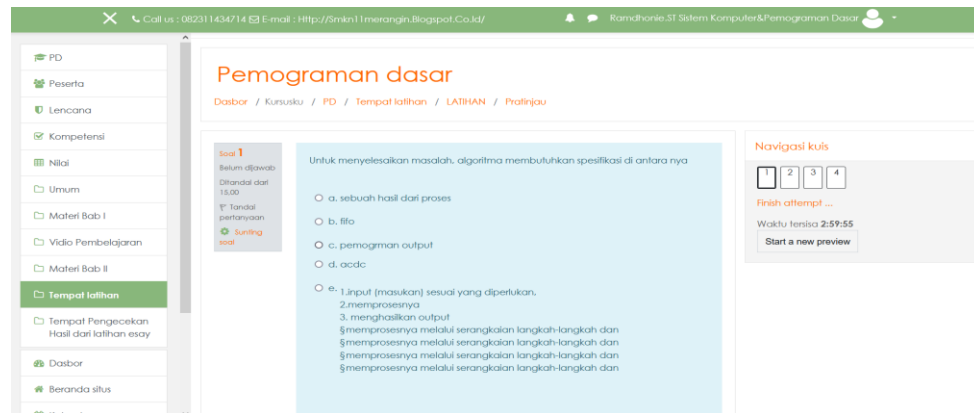 Call us : 082311434714 E-mail : Http://Smkn11merangin.Blogspot.Co.Id/
Ramdhonie.ST Sistem Komputer&Pemograman Dasar
PD
Peserta
Lencana
Kompetensi
Nilai
Umum
Materi Bab I
Vidio Pembelajaran
Materi Bab II
Tempat latihan
Tempat Pengecekan
Hasil dari latihan esay
Dasbor
Beranda situs
Pemograman dasar
Dasbor / Kursusku / PD / Tempat latihan / LATIHAN / Pratinjau
Soal 1
Belum dijawab
Ditandai dari
15,00
Tandai
pertanyaan
Sunting
soal
Untuk menyelesaikan masalah, algoritma membutuhkan spesifikasi di antara nya
a. sebuah hasil dari proses
b. fifo
c. pemogrman output
d. acdc
e. 1.input (masukan) sesuai yang diperlukan,
2.memprosesnya
3. menghasilkan output
§memprosesnya melalui serangkaian langkah-langkah dan
§memprosesnya melalui serangkaian langkah-langkah dan
§memprosesnya melalui serangkaian langkah-langkah dan
§memprosesnya melalui serangkaian langkah-langkah dan
Navigasi kuis
1 2 3 4
Finish attempt ...
Waktu tersisa 2:59:55
Start a new preview